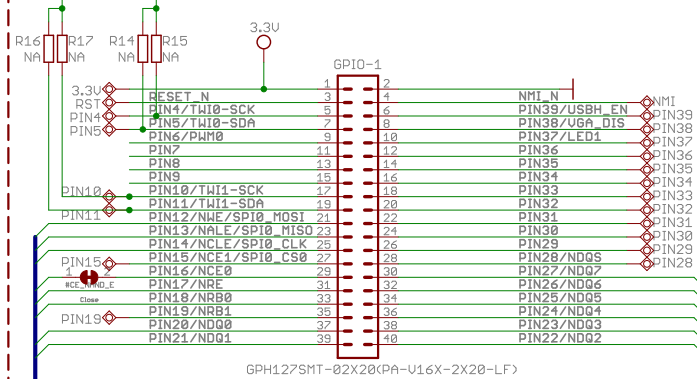 3.3V
R16 R17 R14 R15
NA NA NA NA
GPIO-1
3.3V 1 2
RST RESET_N 3 4 NMI_N NMI
PIN4 PIN4/TWI0-SCK 5 6 PIN39/USBH_EN PIN39
PIN5 PIN5/TWI0-SDA 7 8 PIN38/VGA_DIS PIN38
PIN6/PWM0 9 10 PIN37/LED1 PIN37
PIN7 11 12 PIN36 PIN36
PIN8 13 14 PIN35 PIN35
PIN9 15 16 PIN34 PIN34
PIN10 PIN10/TWI1-SCK 17 18 PIN33 PIN33
PIN11 PIN11/TWI1-SDA 19 20 PIN32 PIN32
PIN12/NWE/SPI0_MOSI 21 22 PIN31 PIN31
PIN13/NALE/SPI0_MISO 23 24 PIN30 PIN30
PIN14/NCLE/SPI0_CLK 25 26 PIN29 PIN29
PIN15 PIN15/NCE1/SPI0_CS0 27 28 PIN28/NDQS PIN28
1 2 PIN16/NCE0 29 30 PIN27/NDQ7
#CE_NAND_E PIN17/NRE 31 32 PIN26/NDQ6
Close PIN18/NRB0 33 34 PIN25/NDQ5
PIN19 PIN19/NRB1 35 36 PIN24/NDQ4
PIN20/NDQ0 37 38 PIN23/NDQ3
PIN21/NDQ1 39 40 PIN22/NDQ2
GPH127SMT-02X20(PA-V16X-2X20-LF)